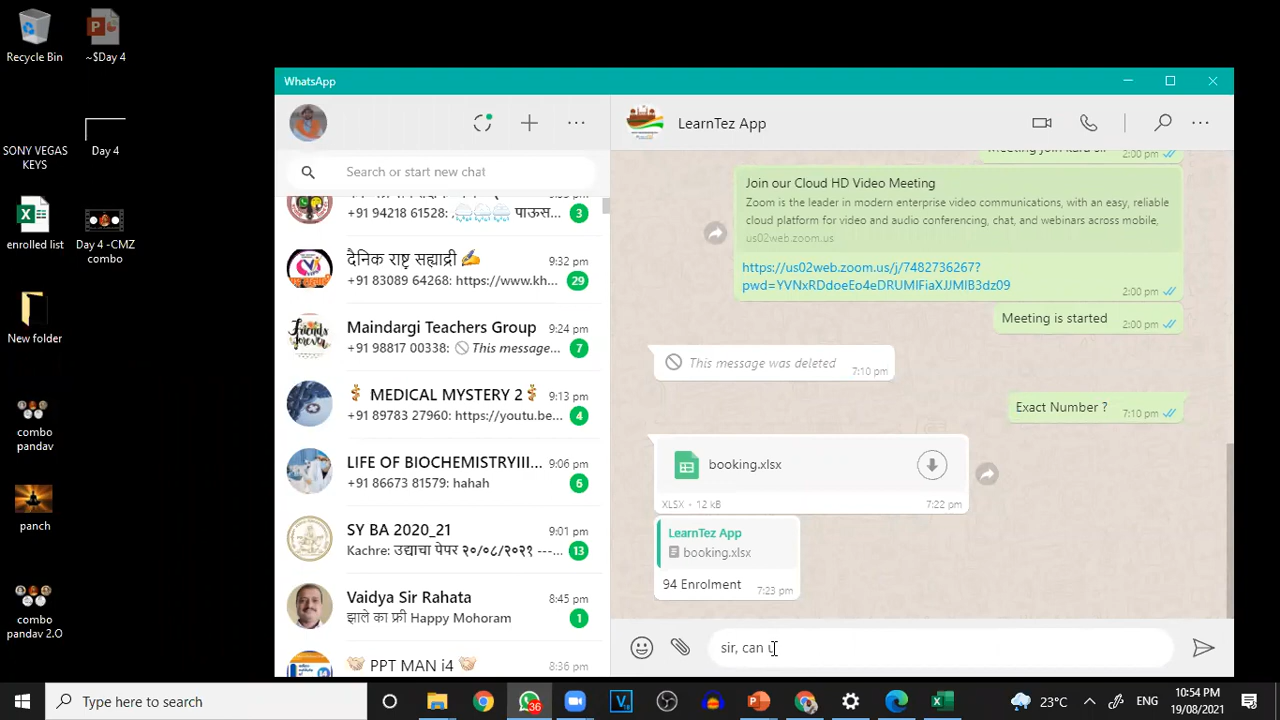 Recycle Bin
~$Day 4
SONY VEGAS
KEYS
Day 4
enrolled list
Day 4 -CMZ
combo
New folder
combo
pandav
panch
combo
pandav 2.O
WhatsApp
Search or start new chat
+91 94218 61528: , पाऊस...
3
दैनिक राष्ट्र सह्याद्री
9:32 pm
+91 83089 64268: https://www.kh...
29
Maindargi Teachers Group
9:24 pm
+91 98817 00338: This message...
7
MEDICAL MYSTERY 2
9:13 pm
+91 89783 27960: https://youtu.be...
4
LIFE OF BIOCHEMISTRYIII...
9:06 pm
+91 86673 81579: hahah
6
SY BA 2020_21
9:01 pm
Kachre: उद्याचा पेपर २०/०८/२०२१ ---...
13
Vaidya Sir Rahata
8:45 pm
झाले का फ्री Happy Mohoram
1
PPT MAN i4
8:36 pm
LearnTez App
2:00 pm
Join our Cloud HD Video Meeting
Zoom is the leader in modern enterprise video communications, with an easy, reliable
cloud platform for video and audio conferencing, chat, and webinars across mobile,
us02web.zoom.us
https://us02web.zoom.us/j/7482736267?
pwd=YVNxRDdoeEo4eDRUMlFiaXJJMlB3dz09
2:00 pm
Meeting is started
2:00 pm
This message was deleted
7:10 pm
Exact Number ?
7:10 pm
booking.xlsx
XLSX • 12 kB
7:22 pm
LearnTez App
booking.xlsx
94 Enrolment
7:23 pm
sir, can u
Type here to search
36
23°C
ENG
10:54 PM
19/08/2021